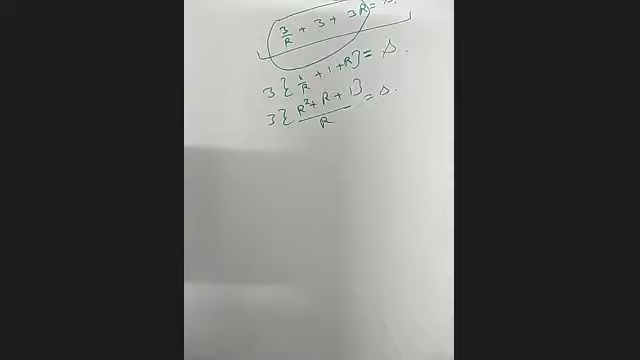 3/R + 3 + 3R = S.
3{1/R + 1 + R} = S.
3{R² + R + 1}/R = S.